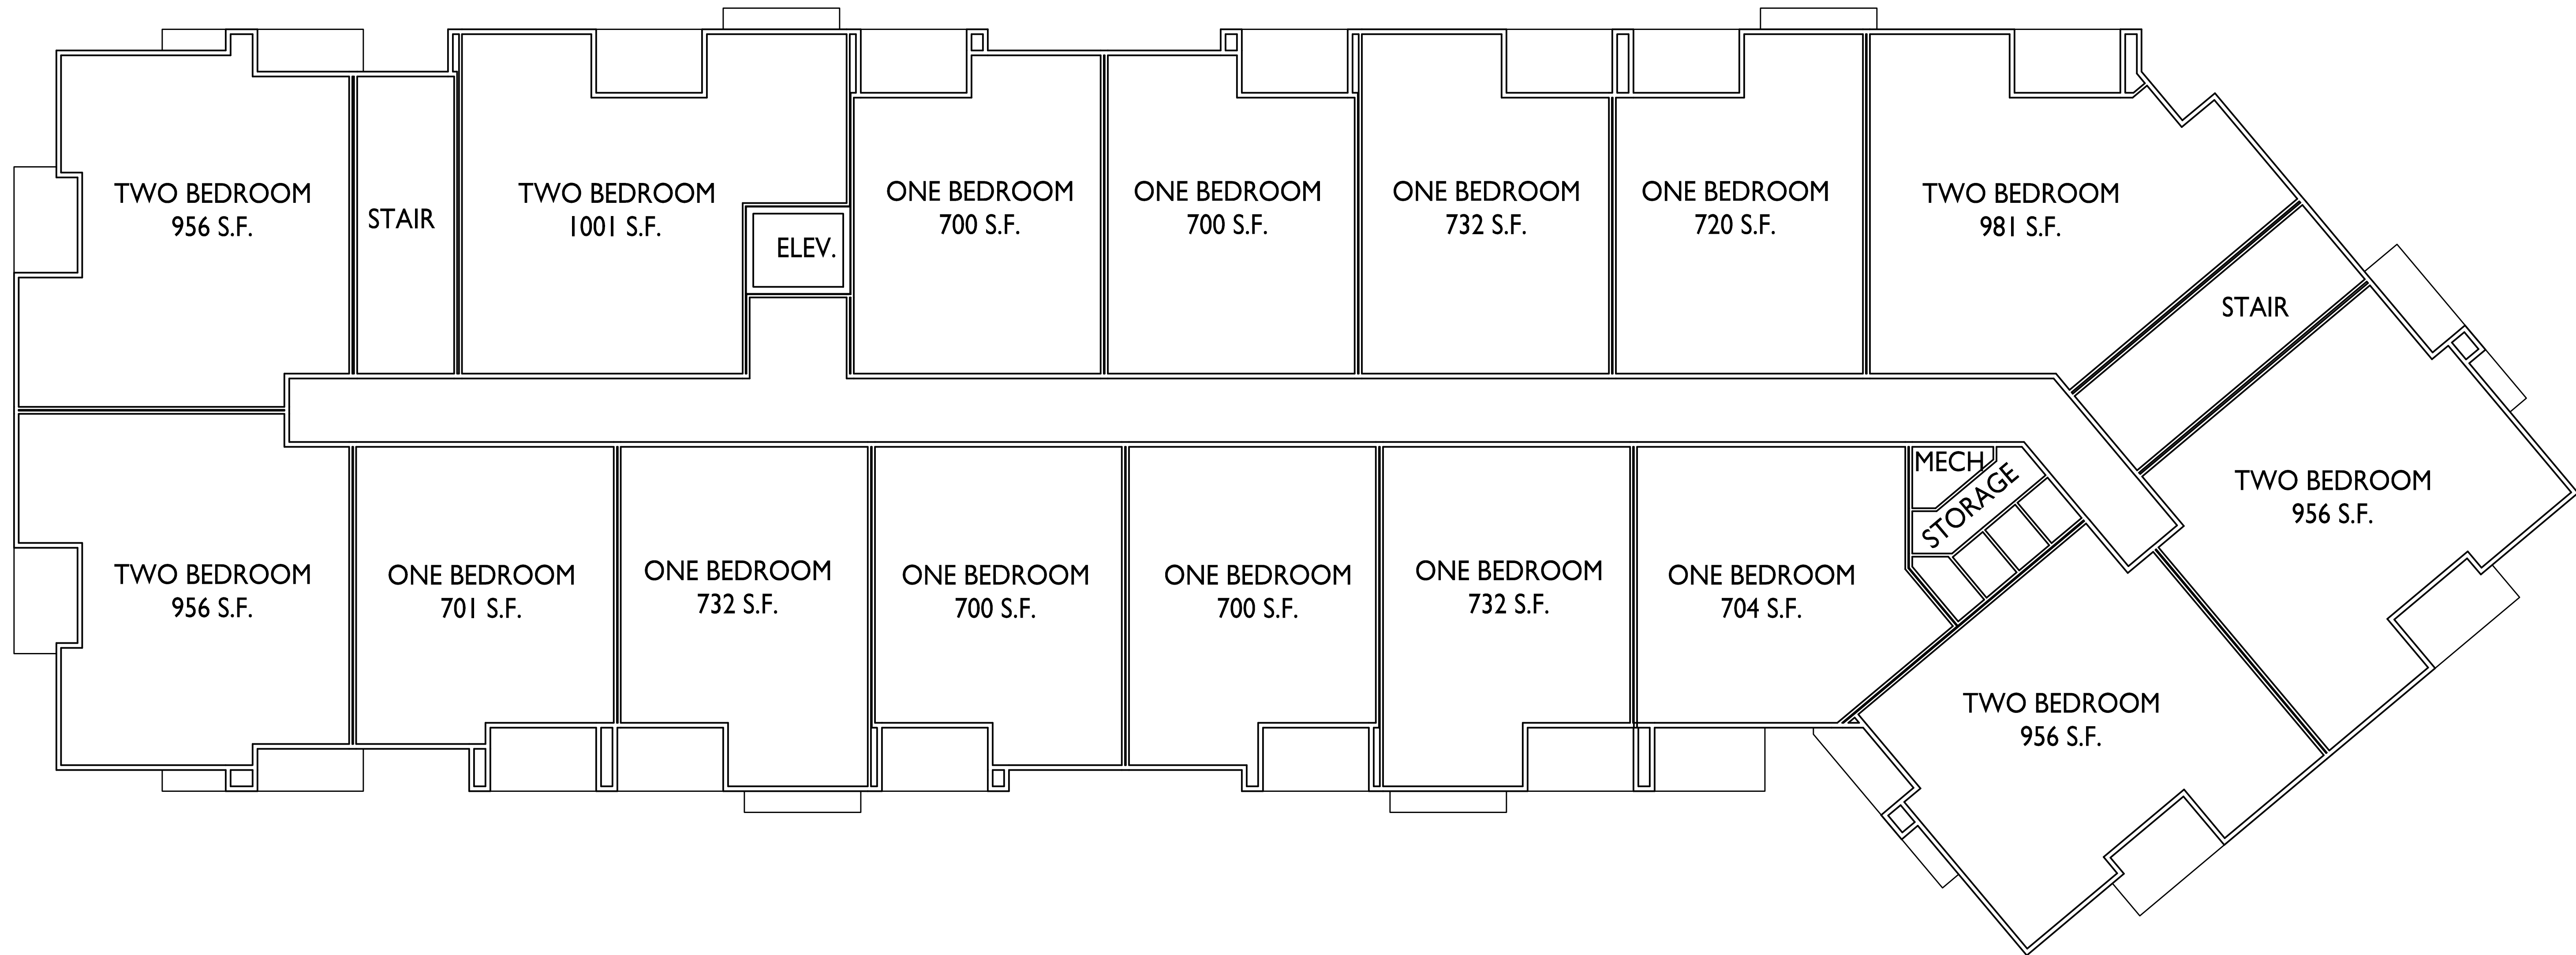 TWO BEDROOM
956 S.F.
STAIR
TWO BEDROOM
1001 S.F.
ELEV.
ONE BEDROOM
700 S.F.
ONE BEDROOM
700 S.F.
ONE BEDROOM
732 S.F.
ONE BEDROOM
720 S.F.
TWO BEDROOM
981 S.F.
STAIR
TWO BEDROOM
956 S.F.
TWO BEDROOM
956 S.F.
ONE BEDROOM
701 S.F.
ONE BEDROOM
732 S.F.
ONE BEDROOM
700 S.F.
ONE BEDROOM
700 S.F.
ONE BEDROOM
732 S.F.
ONE BEDROOM
704 S.F.
MECH.
STORAGE
TWO BEDROOM
956 S.F.